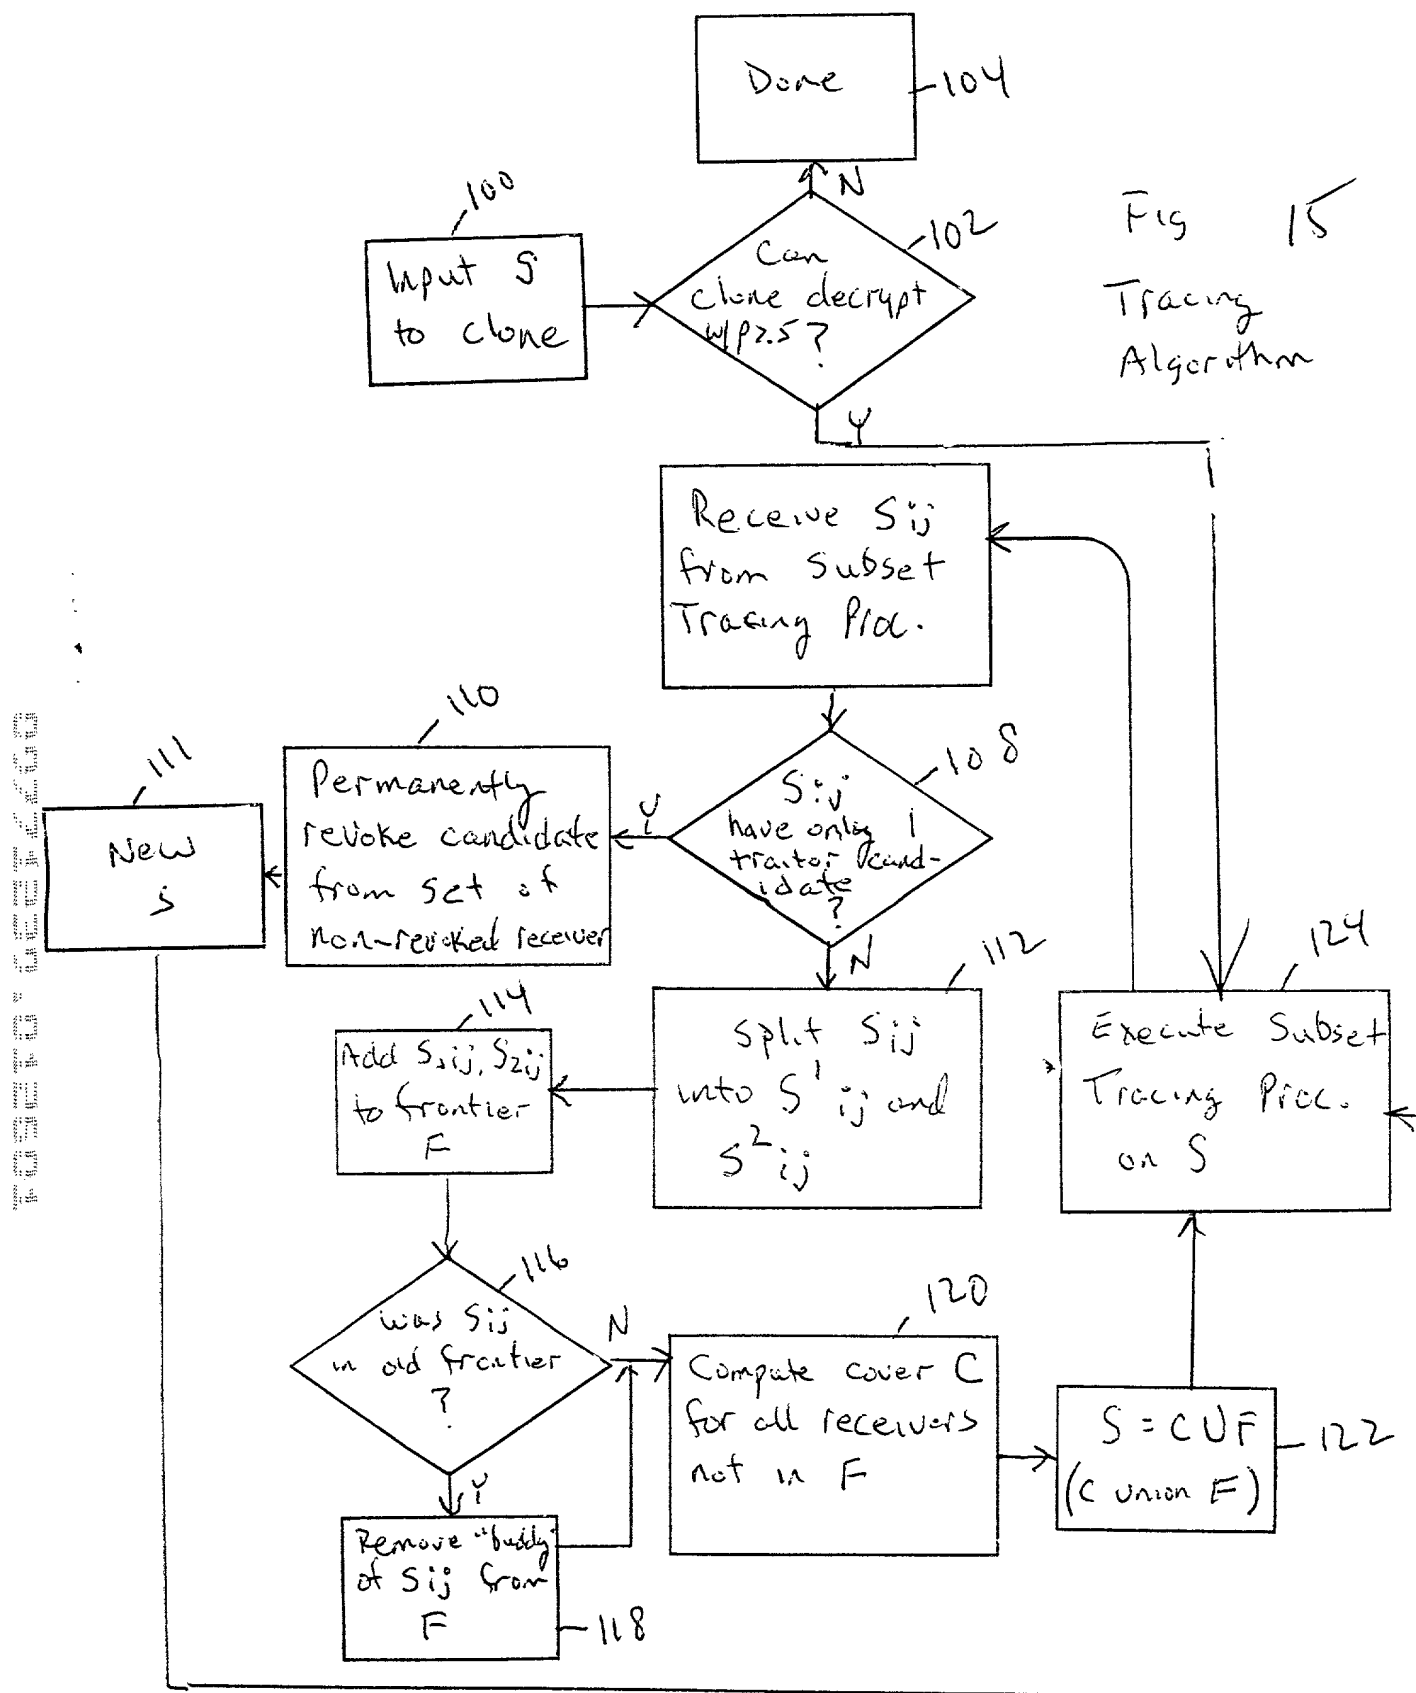 Done
104
N
100
Input S
to clone
102
Can
clone decrypt
w/p>.5?
Y
Fig 15
Tracing
Algorithm
Receive Sij
from Subset
Tracing Proc.
108
Sij
have only 1
traitor cand-
idate
?
Y
N
110
Permanently
revoke candidate
from set of
non-revoked receiver
111
New
S
112
Split Sij
into S¹ij and
S²ij
114
Add S₁ij, S₂ij
to frontier
F
116
was Sij
in old frontier
?
N
Y
118
Remove "buddy"
of Sij from
F
120
Compute cover C
for all receivers
not in F
122
S = C U F
(C union F)
124
Execute Subset
Tracing Proc.
on S